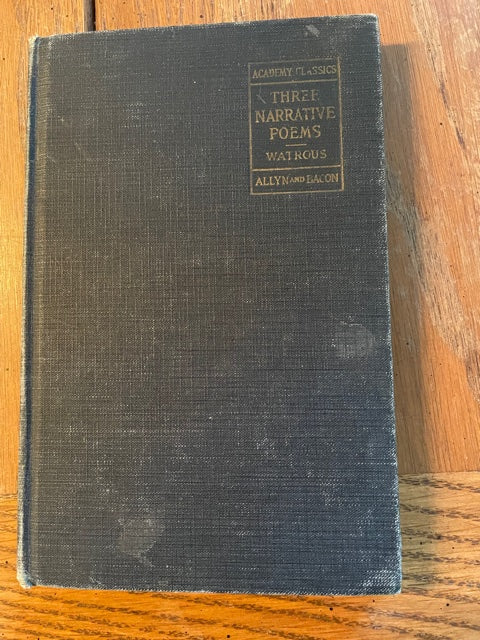 ACADEMY CLASSICS
THREE
NARRATIVE
POEMS
WATROUS
ALLYN AND BACON